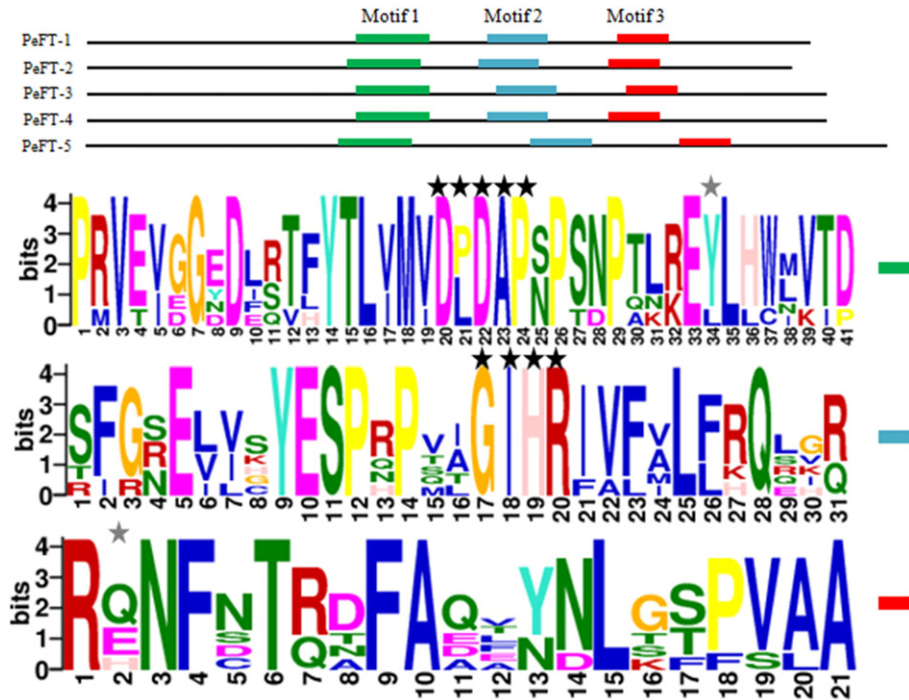 Motif 1 Motif 2 Motif 3
PeFT-1
PeFT-2
PeFT-3
PeFT-4
PeFT-5
bits
4
3
2
1
0
PRVEVGGEDLRTFYTLVMVDPDAPSPSNPTLREYLHWMVTD
1 2 3 4 5 6 7 8 9 10 11 12 13 14 15 16 17 18 19 20 21 22 23 24 25 26 27 28 29 30 31 32 33 34 35 36 37 38 39 40 41
bits
4
3
2
1
0
SFGSELVSYESPRPVIGIHRIVFVLFRQLGR
1 2 3 4 5 6 7 8 9 10 11 12 13 14 15 16 17 18 19 20 21 22 23 24 25 26 27 28 29 30 31
bits
4
3
2
1
0
RQNFNTRDFAQYYNLGSPVAA
1 2 3 4 5 6 7 8 9 10 11 12 13 14 15 16 17 18 19 20 21